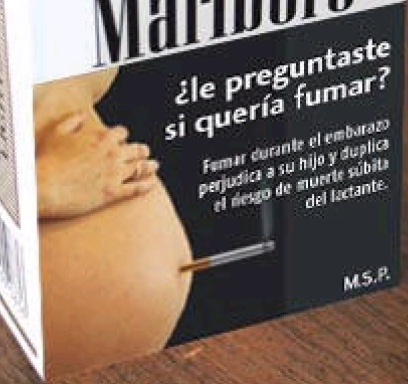 Marlboro
¿le preguntaste
si quería fumar?
Fumar durante el embarazo
perjudica a su hijo y duplica
el riesgo de muerte súbita
del lactante.
M.S.P.